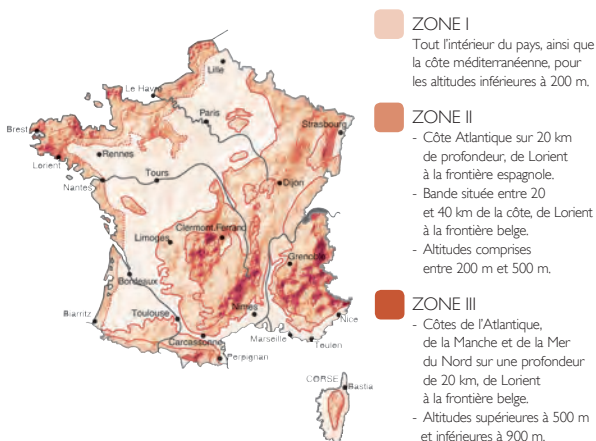 Lille
Le Havre
Paris
Brest
Strasbourg
Rennes
Lorient
Tours
Nantes
Dijon
Clermont.Ferrand
Limoges
Grenoble
Bordeaux
Biarritz
Toulouse
Nimes
Nice
Marseille
Toulon
Carcassonne
Perpignan
CORSE
Bastia
ZONE I
Tout l'intérieur du pays, ainsi que
la côte méditerranéenne, pour
les altitudes inférieures à 200 m.
ZONE II
- Côte Atlantique sur 20 km
de profondeur, de Lorient
à la frontière espagnole.
- Bande située entre 20
et 40 km de la côte, de Lorient
à la frontière belge.
- Altitudes comprises
entre 200 m et 500 m.
ZONE III
- Côtes de l'Atlantique,
de la Manche et de la Mer
du Nord sur une profondeur
de 20 km, de Lorient
à la frontière belge.
- Altitudes supérieures à 500 m
et inférieures à 900 m.